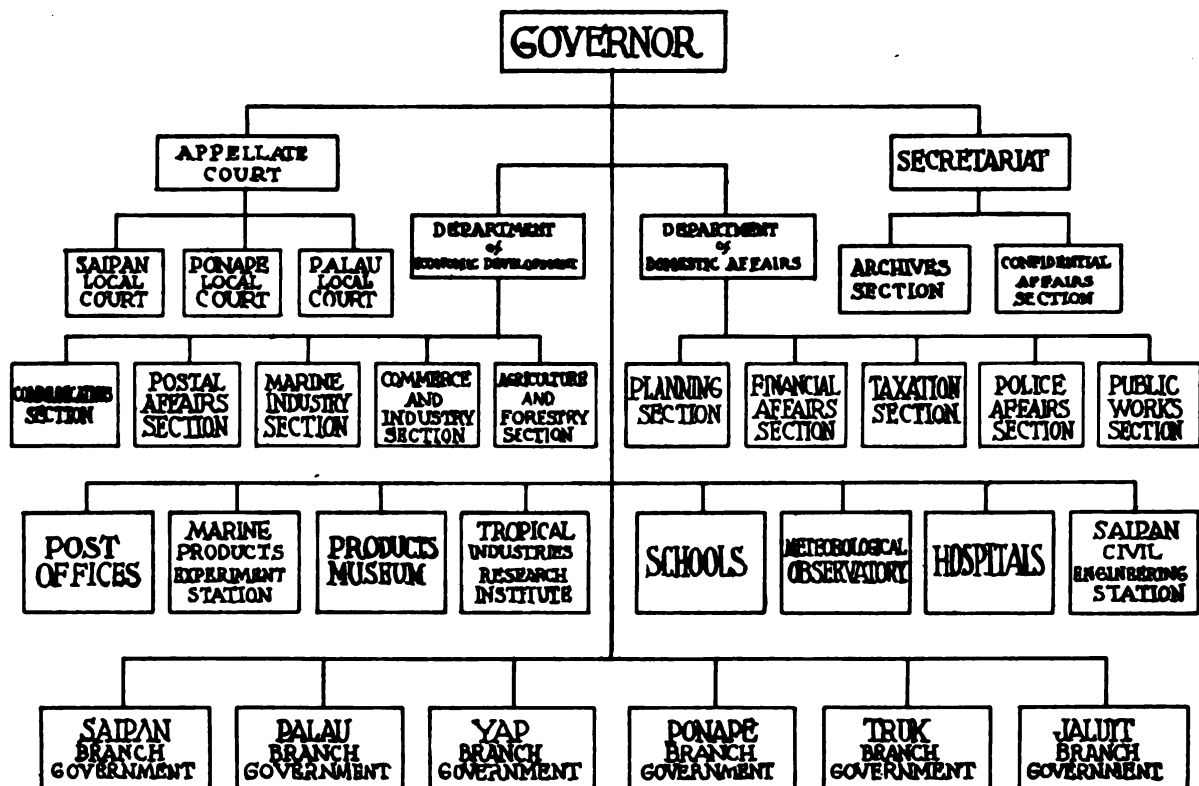 GOVERNOR
APPELLATE
COURT
SECRETARIAT
SAIPAN
LOCAL
COURT
PONAPE
LOCAL
COURT
PALAU
LOCAL
COURT
DEPARTMENT
of
ECONOMIC DEVELOPMENT
DEPARTMENT
of
DOMESTIC AFFAIRS
ARCHIVES
SECTION
CONFIDENTIAL
AFFAIRS
SECTION
COMMUNICATIONS
SECTION
POSTAL
AFFAIRS
SECTION
MARINE
INDUSTRY
SECTION
COMMERCE
AND
INDUSTRY
SECTION
AGRICULTURE
AND
FORESTRY
SECTION
PLANNING
SECTION
FINANCIAL
AFFAIRS
SECTION
TAXATION
SECTION
POLICE
AFFAIRS
SECTION
PUBLIC
WORKS
SECTION
POST
OFFICES
MARINE
PRODUCTS
EXPERIMENT
STATION
PRODUCTS
MUSEUM
TROPICAL
INDUSTRIES
RESEARCH
INSTITUTE
SCHOOLS
METEOROLOGICAL
OBSERVATORY
HOSPITALS
SAIPAN
CIVIL
ENGINEERING
STATION
SAIPAN
BRANCH
GOVERNMENT
PALAU
BRANCH
GOVERNMENT
YAP
BRANCH
GOVERNMENT
PONAPE
BRANCH
GOVERNMENT
TRUK
BRANCH
GOVERNMENT
JALUIT
BRANCH
GOVERNMENT